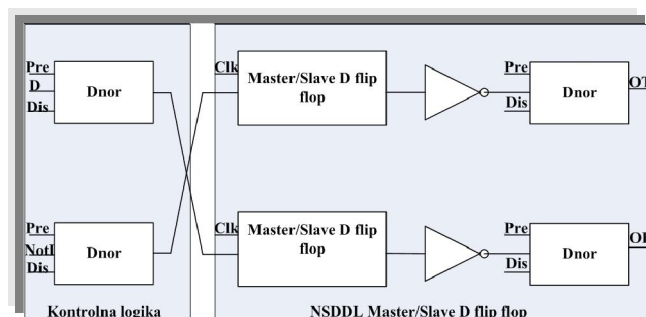 Pre
D
Dis
Dnor
Clk
Master/Slave D flip
flop
Pre
Dis
Dnor
OT
Pre
Dis
Dnor
Clk
Master/Slave D flip
flop
Pre
Dis
Dnor
Kontrolna logika
NSDDL Master/Slave D flip flop